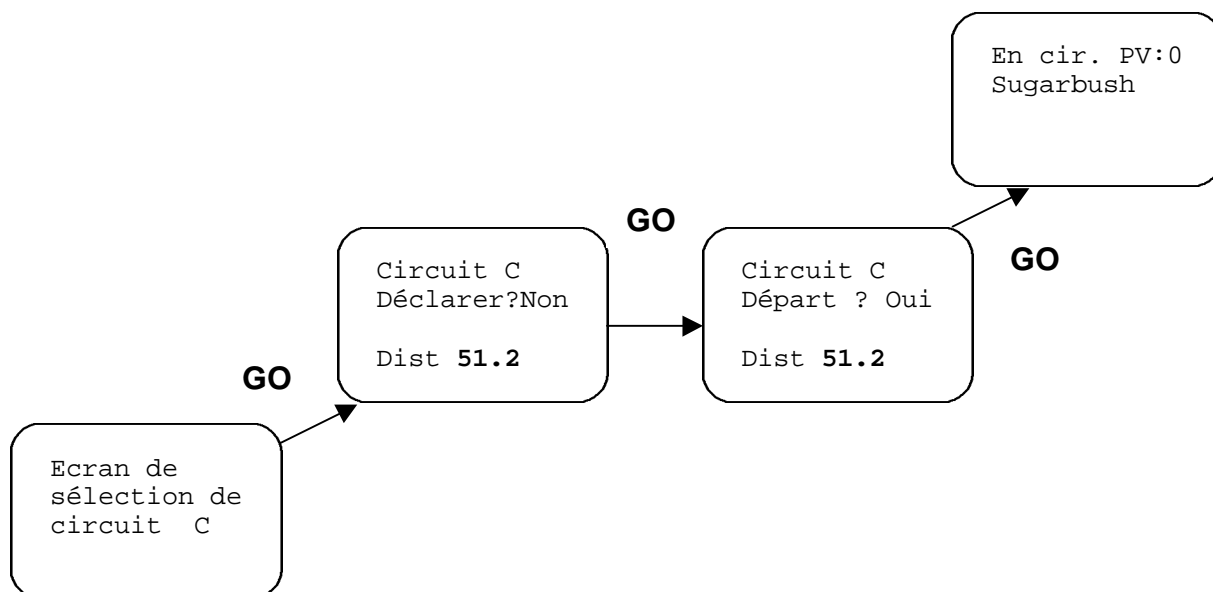 En cir. PV:0
Sugarbush
GO
Circuit C
Déclarer?Non
Dist 51.2
Circuit C
Départ ? Oui
Dist 51.2
GO
GO
Ecran de
sélection de
circuit  C